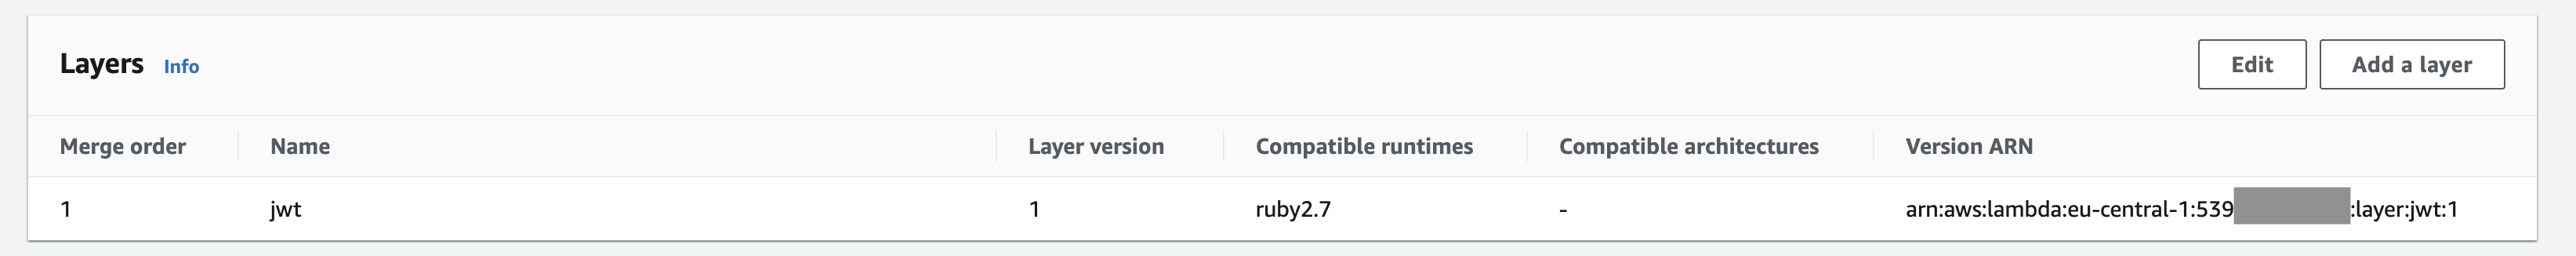 Layers Info Edit Add a layer
Merge order Name Layer version Compatible runtimes Compatible architectures Version ARN
1 jwt 1 ruby2.7 - arn:aws:lambda:eu-central-1:539 :layer:jwt:1